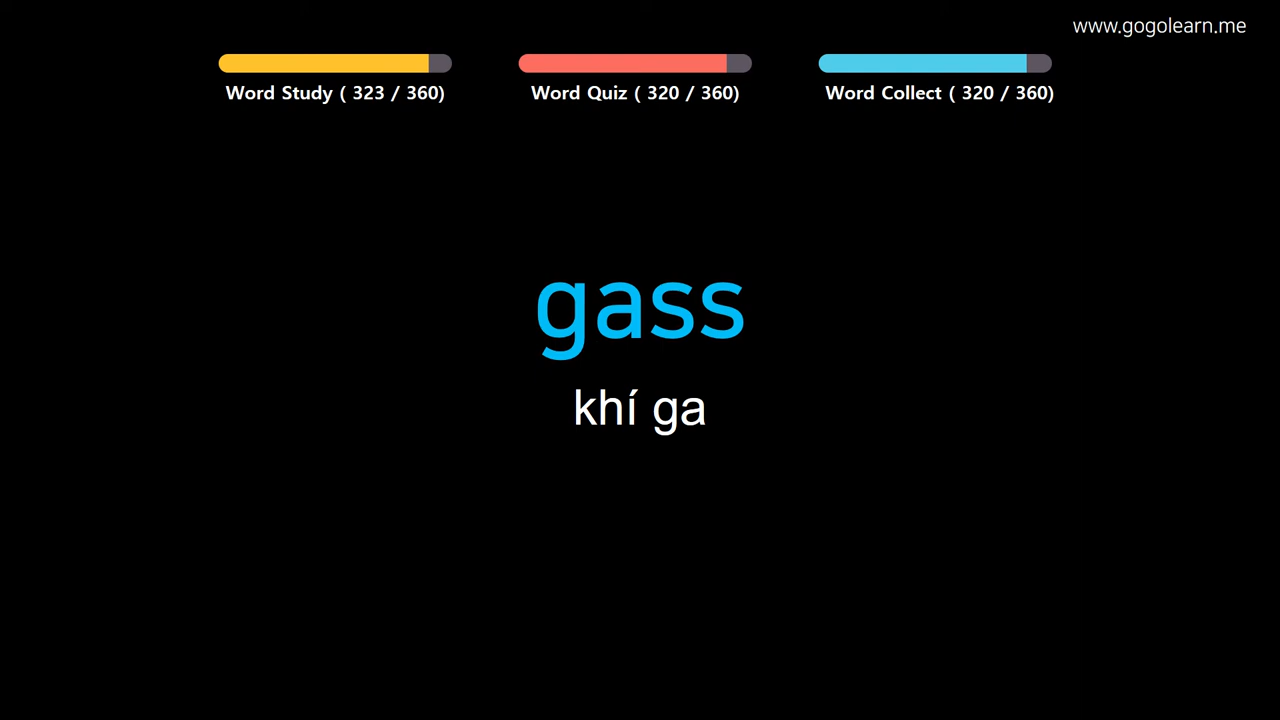 www.gogolearn.me
Word Study ( 323 / 360)
Word Quiz ( 320 / 360)
Word Collect ( 320 / 360)
gass
khí ga